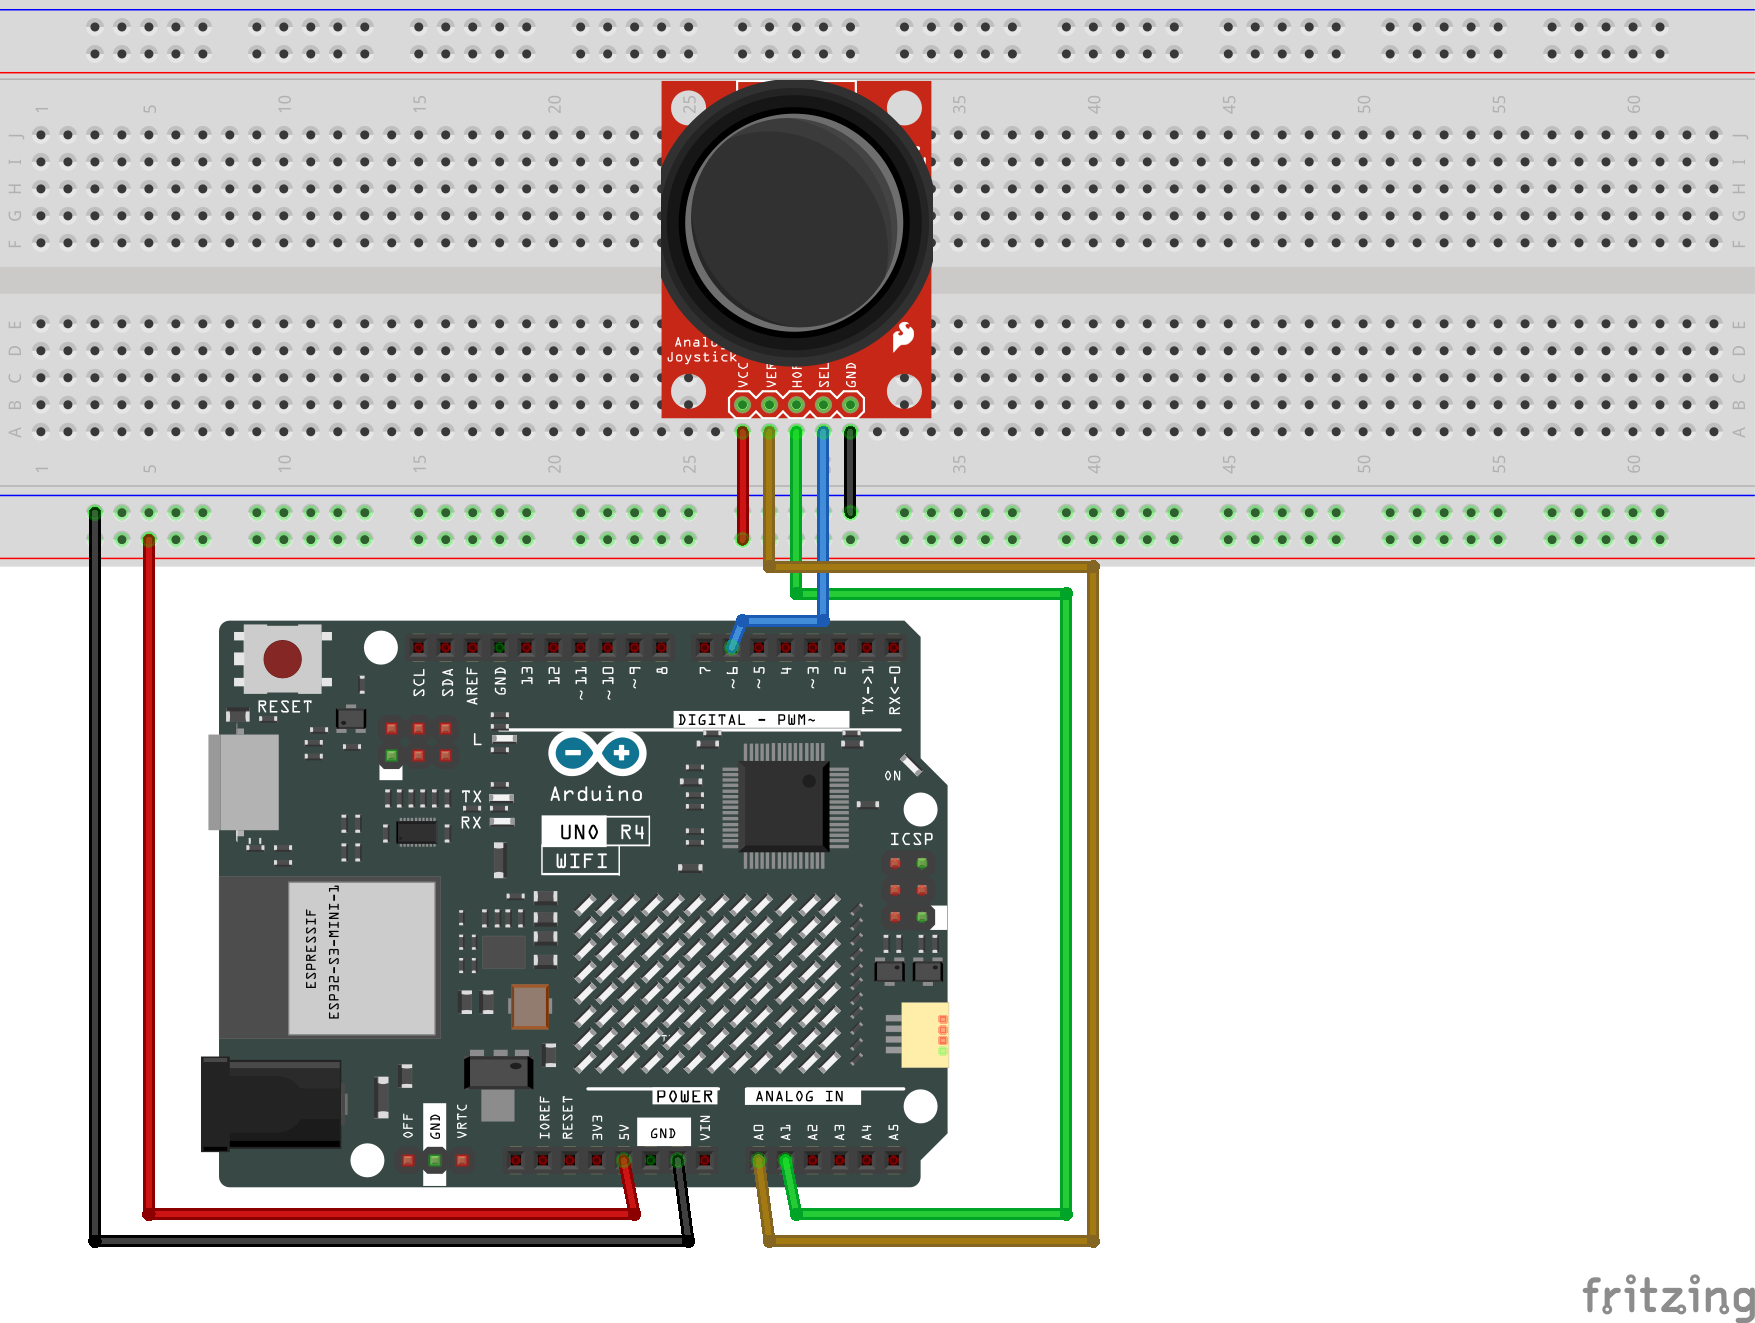 1 5 10 15 20 25 35 40 45 50 55 60
J J
I I
H H
G G
F F
E E
D D
C C
B B
A A
Joystick
VCC SEL GND
1 5 10 15 20 25 35 40 45 50 55 60
RESET
SCL SDA AREF GND 13 12 ~11 ~10 ~9 8 7 ~6 ~5 4 ~3 2 TX->1 RX<-0
DIGITAL - PWM~
L
ON
TX
RX
Arduino
UNO R4
WIFI
ICSP
ESPRESSIF
ESP32-S3-MINI-1
POWER ANALOG IN
OFF GND VRTC IOREF RESET 3V3 5V GND VIN A0 A1 A2 A3 A4 A5
fritzing